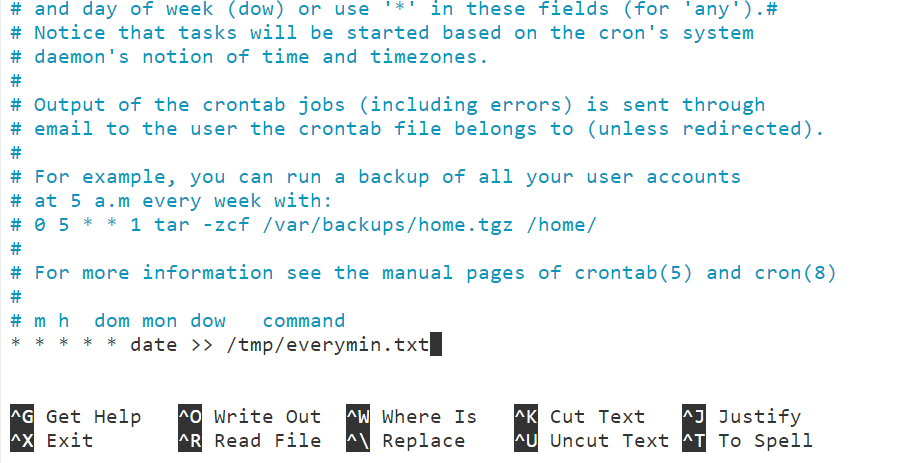 # and day of week (dow) or use '*' in these fields (for 'any').#
# Notice that tasks will be started based on the cron's system
# daemon's notion of time and timezones.
#
# Output of the crontab jobs (including errors) is sent through
# email to the user the crontab file belongs to (unless redirected).
#
# For example, you can run a backup of all your user accounts
# at 5 a.m every week with:
# 0 5 * * 1 tar -zcf /var/backups/home.tgz /home/
#
# For more information see the manual pages of crontab(5) and cron(8)
#
# m h  dom mon dow   command
* * * * * date >> /tmp/everymin.txt
^G Get Help   ^O Write Out  ^W Where Is   ^K Cut Text   ^J Justify
^X Exit       ^R Read File  ^\ Replace    ^U Uncut Text ^T To Spell